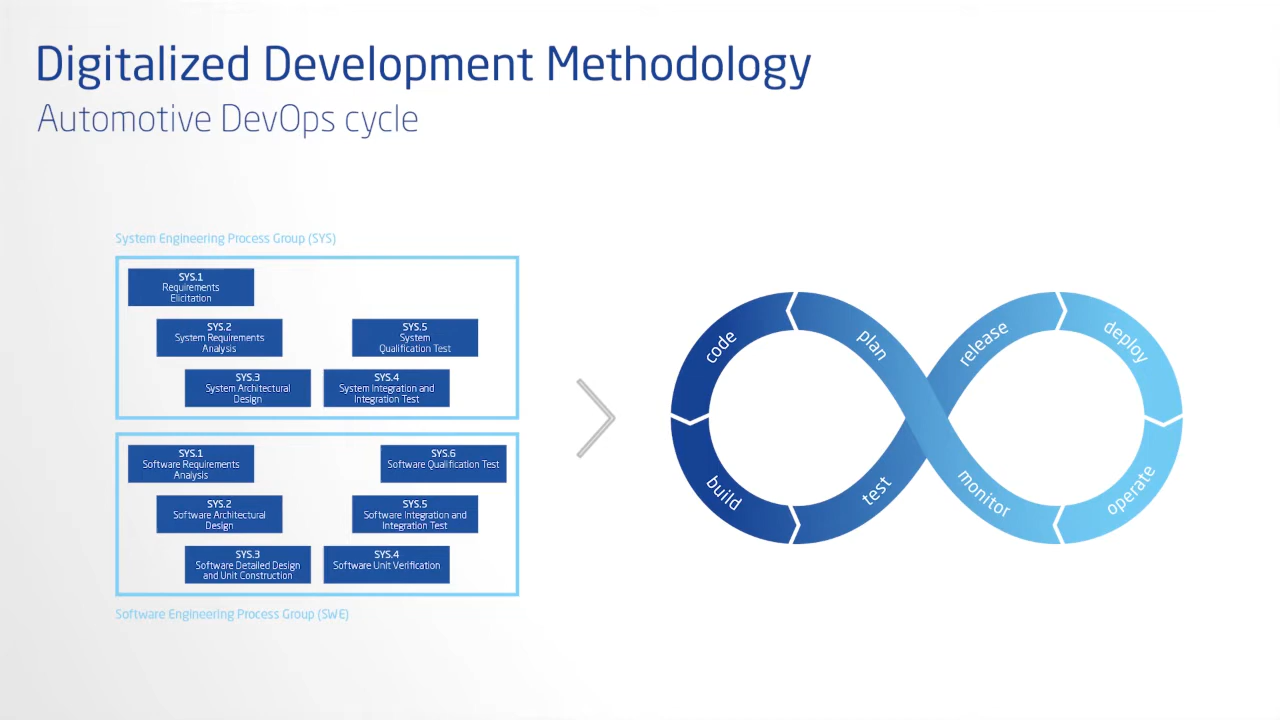 Digitalized Development Methodology
Automotive DevOps cycle
System Engineering Process Group (SYS)
SYS.1
Requirements
Elicitation
SYS.2
System Requirements
Analysis
SYS.5
System
Qualification Test
SYS.3
System Architectural
Design
SYS.4
System Integration and
Integration Test
SYS.1
Software Requirements
Analysis
SYS.6
Software Qualification Test
SYS.2
Software Architectural
Design
SYS.5
Software Integration and
Integration Test
SYS.3
Software Detailed Design
and Unit Construction
SYS.4
Software Unit Verification
Software Engineering Process Group (SWE)
code
plan
release
deploy
build
test
monitor
operate